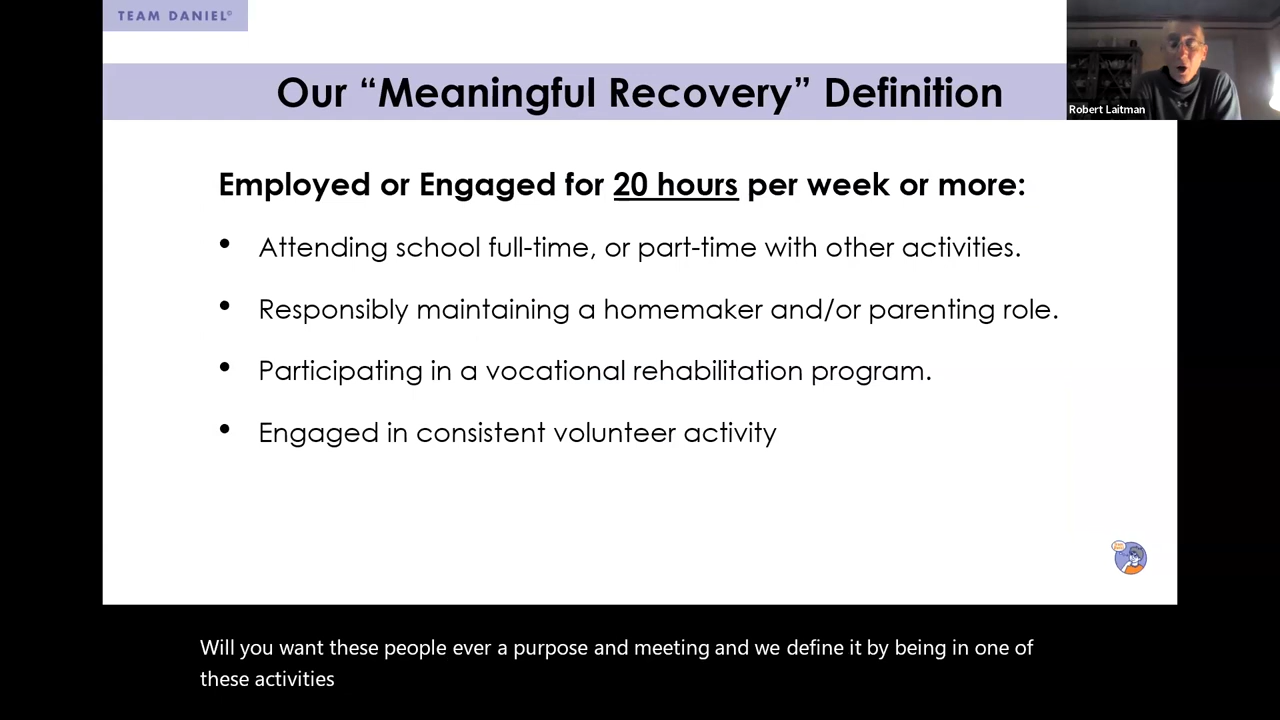 TEAM DANIEL©
Our “Meaningful Recovery” Definition
Robert Laitman
Employed or Engaged for 20 hours per week or more:
• Attending school full-time, or part-time with other activities.
• Responsibly maintaining a homemaker and/or parenting role.
• Participating in a vocational rehabilitation program.
• Engaged in consistent volunteer activity
Will you want these people ever a purpose and meeting and we define it by being in one of
these activities